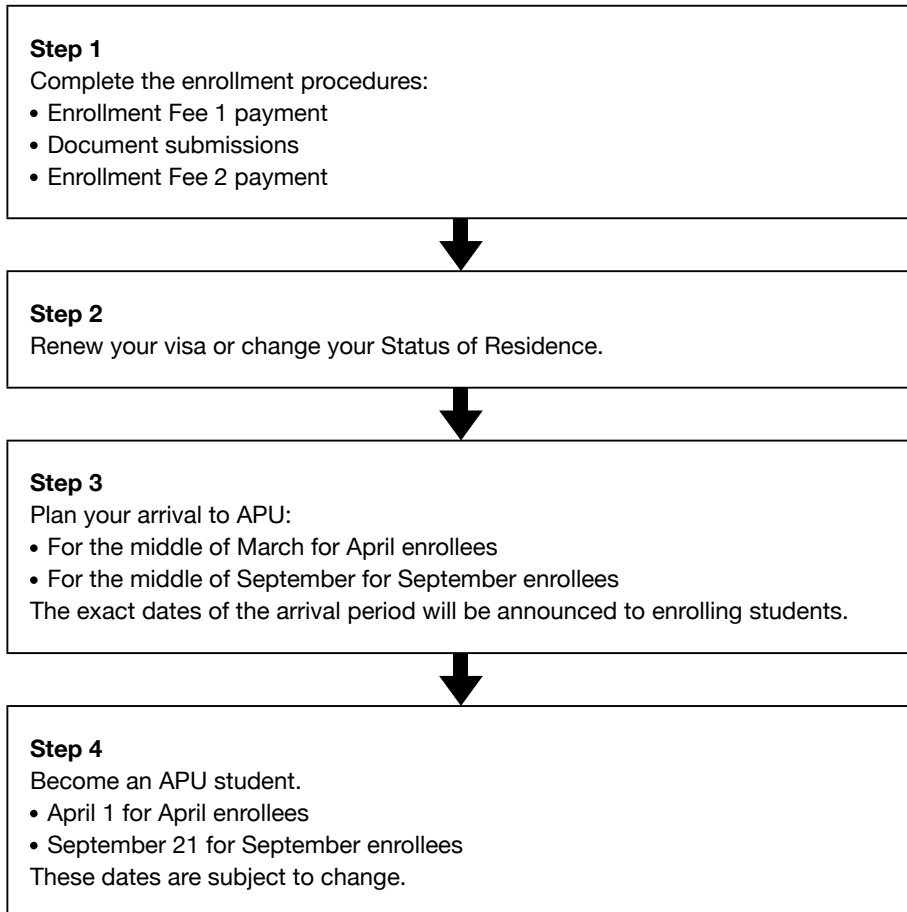 Step 1
Complete the enrollment procedures:
• Enrollment Fee 1 payment
• Document submissions
• Enrollment Fee 2 payment
Step 2
Renew your visa or change your Status of Residence.
Step 3
Plan your arrival to APU:
• For the middle of March for April enrollees
• For the middle of September for September enrollees
The exact dates of the arrival period will be announced to enrolling students.
Step 4
Become an APU student.
• April 1 for April enrollees
• September 21 for September enrollees
These dates are subject to change.